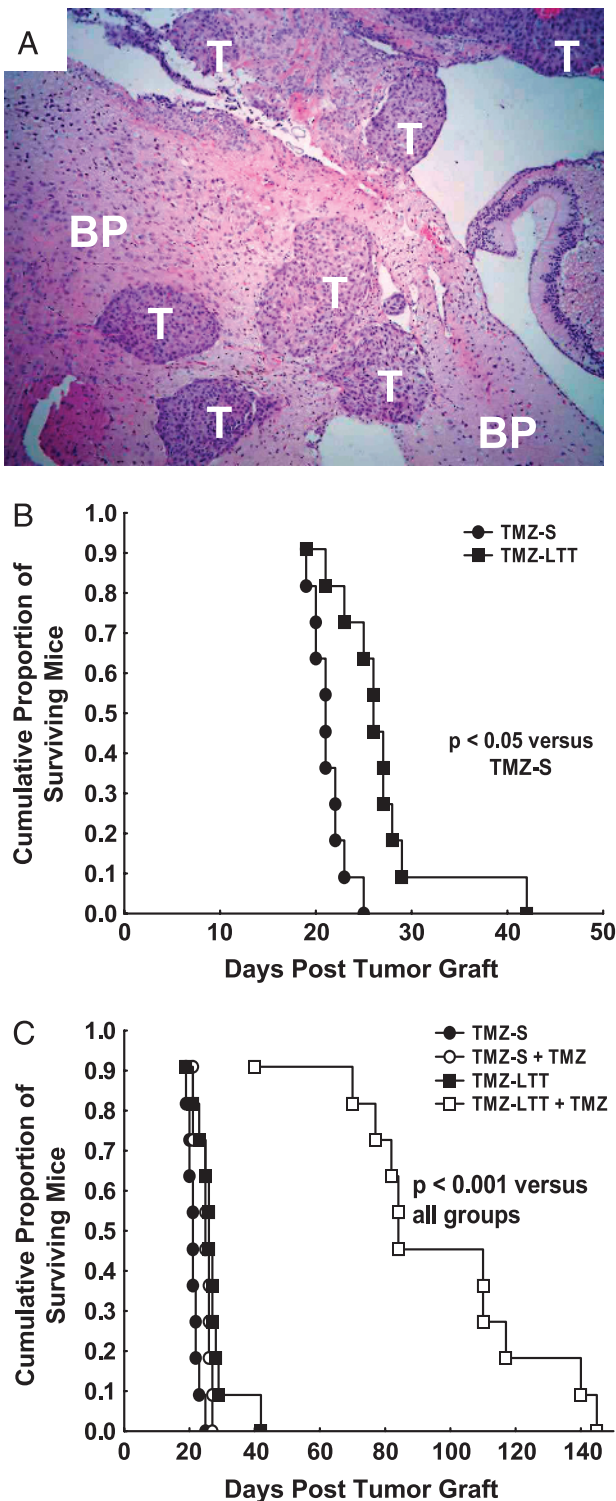 A
T
T
T
BP
T
T
T
T
BP
B
1.0
0.9
0.8
0.7
0.6
0.5
0.4
0.3
0.2
0.1
0.0
Cumulative Proportion of
Surviving Mice
TMZ-S
TMZ-LTT
p < 0.05 versus
TMZ-S
0 10 20 30 40 50
Days Post Tumor Graft
C
1.0
0.9
0.8
0.7
0.6
0.5
0.4
0.3
0.2
0.1
0.0
Cumulative Proportion of
Surviving Mice
TMZ-S
TMZ-S + TMZ
TMZ-LTT
TMZ-LTT + TMZ
p < 0.001 versus
all groups
0 20 40 60 80 100 120 140
Days Post Tumor Graft